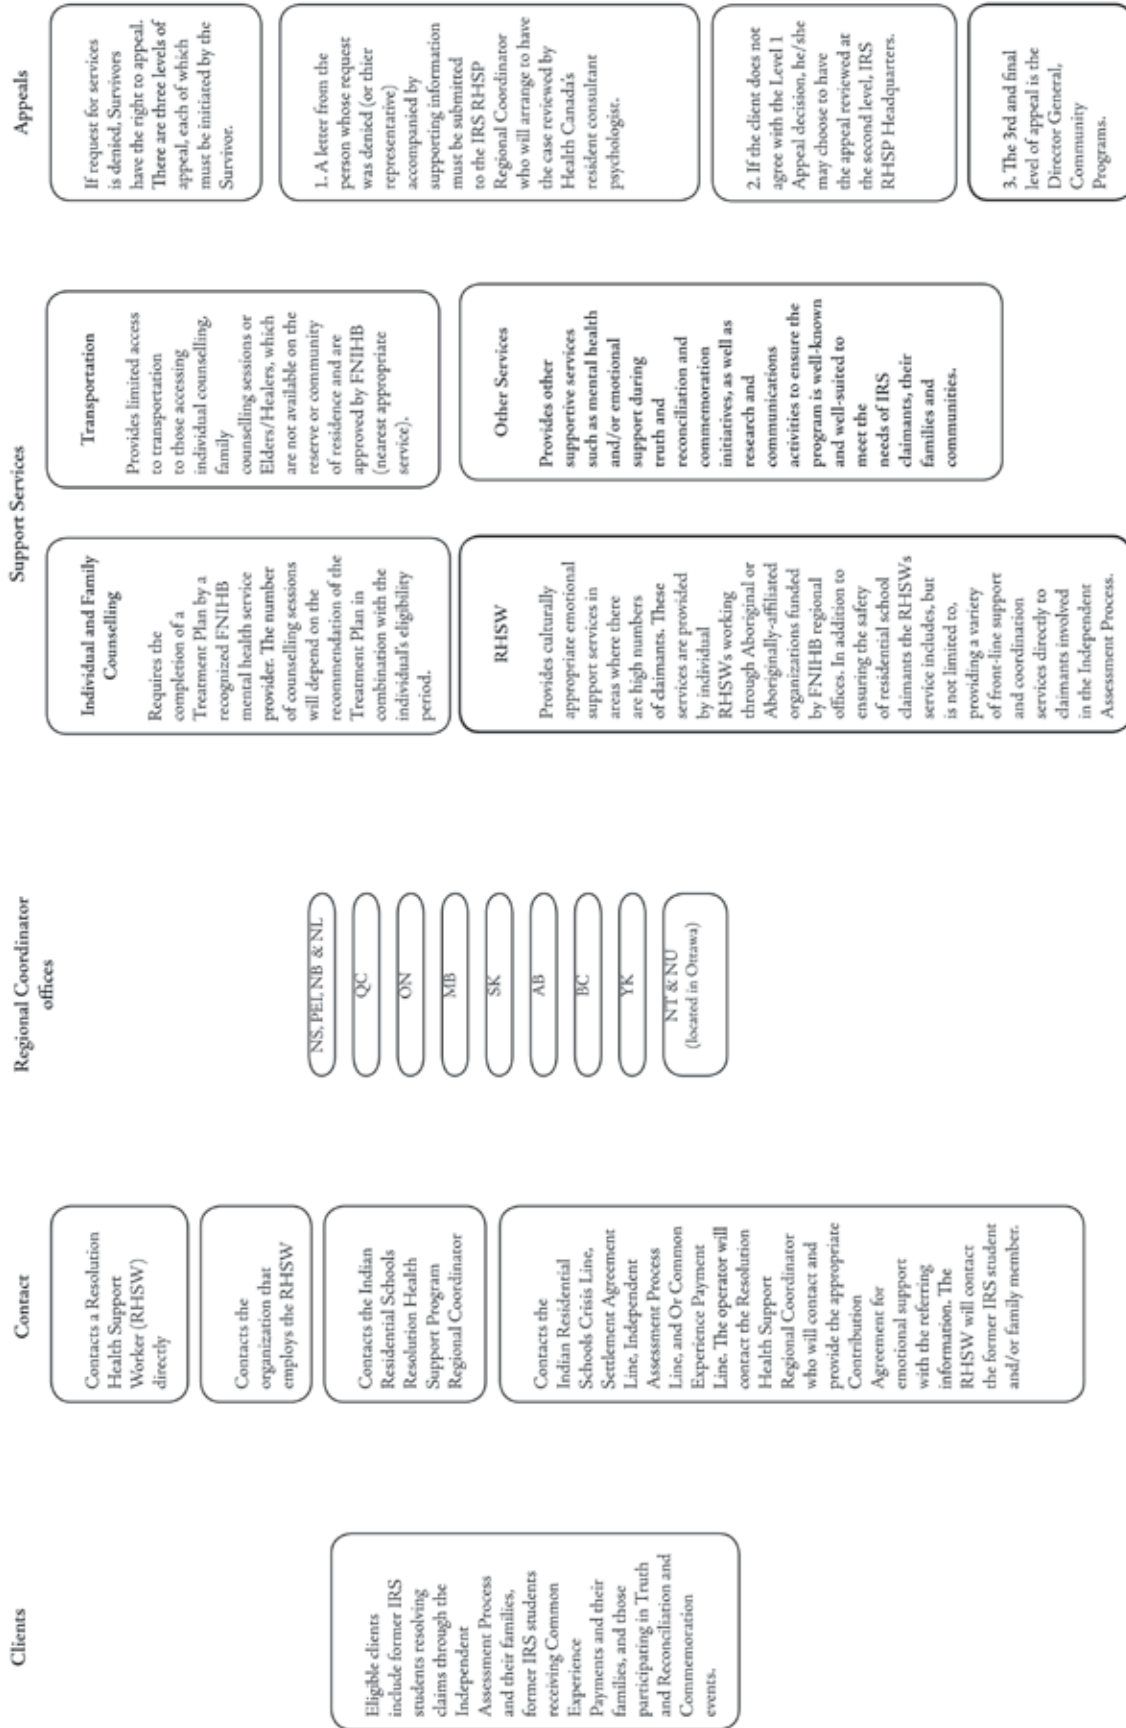 Clients
Eligible clients
include former IRS
students resolving
claims through the
Independent
Assessment Process
and their families,
former IRS students
receiving Common
Experience
Payments and their
families, and those
participating in Truth
and Reconciliation and
Commemoration
events.
Contact
Contacts a Resolution
Health Support
Worker (RHSW)
directly
Contacts the
organization that
employs the RHSW
Contacts the Indian
Residential Schools
Resolution Health
Support Program
Regional Coordinator
Contacts the
Indian Residential
Schools Crisis Line,
Settlement Agreement
Line, Independent
Assessment Process
Line, and Or Common
Experience Payment
Line. The operator will
contact the Resolution
Health Support
Regional Coordinator
who will contact and
provide the appropriate
Contribution
Agreement for
emotional support
with the referring
information. The
RHSW will contact
the former IRS student
and/or family member.
Regional Coordinator
offices
NS, PEI, NB & NL
QC
ON
MB
SK
AB
BC
YK
NT & NU
(located in Ottawa)
Support Services
Individual and Family
Counselling
Requires the
completion of a
Treatment Plan by a
recognized FNIHB
mental health service
provider. The number
of counselling sessions
will depend on the
recommendation of the
Treatment Plan in
combination with the
individual's eligibility
period.
RHSW
Provides culturally
appropriate emotional
support services in
areas where there
are high numbers
of claimants. These
services are provided
by individual
RHSWs working
through Aboriginal or
Aboriginally-affiliated
organizations funded
by FNIHB regional
offices. In addition to
ensuring the safety
of residential school
claimants the RHSWs
service includes, but
is not limited to,
providing a variety
of front-line support
and coordination
services directly to
claimants involved
in the Independent
Assessment Process.
Transportation
Provides limited access
to transportation
to those accessing
individual counselling,
family
counselling sessions or
Elders/Healers, which
are not available on the
reserve or community
of residence and are
approved by FNIHB
(nearest appropriate
service).
Other Services
Provides other
supportive services
such as mental health
and/or emotional
support during
truth and
reconciliation and
commemoration
initiatives, as well as
research and
communications
activities to ensure the
program is well-known
and well-suited to
meet the
needs of IRS
claimants, their
families and
communities.
Appeals
If request for services
is denied, Survivors
have the right to appeal.
There are three levels of
appeal, each of which
must be initiated by the
Survivor.
1. A letter from the
person whose request
was denied (or thier
representative)
accompanied by
supporting information
must be submitted
to the IRS RHSP
Regional Coordinator
who will arrange to have
the case reviewed by
Health Canada's
resident consultant
psychologist.
2. If the client does not
agree with the Level 1
Appeal decision, he/she
may choose to have
the appeal reviewed at
the second level, IRS
RHSP Headquarters.
3. The 3rd and final
level of appeal is the
Director General,
Community
Programs.